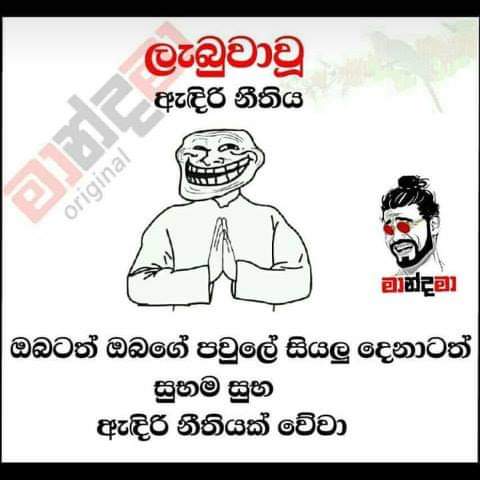 ලැබුවාවූ
ඇඳිරි නීතිය
මාන්දමා
original
මාන්දමා
ඔබටත් ඔබගේ පවුලේ සියලු දෙනාටත්
සුභම සුභ
ඇඳිරි නීතියක් වේවා